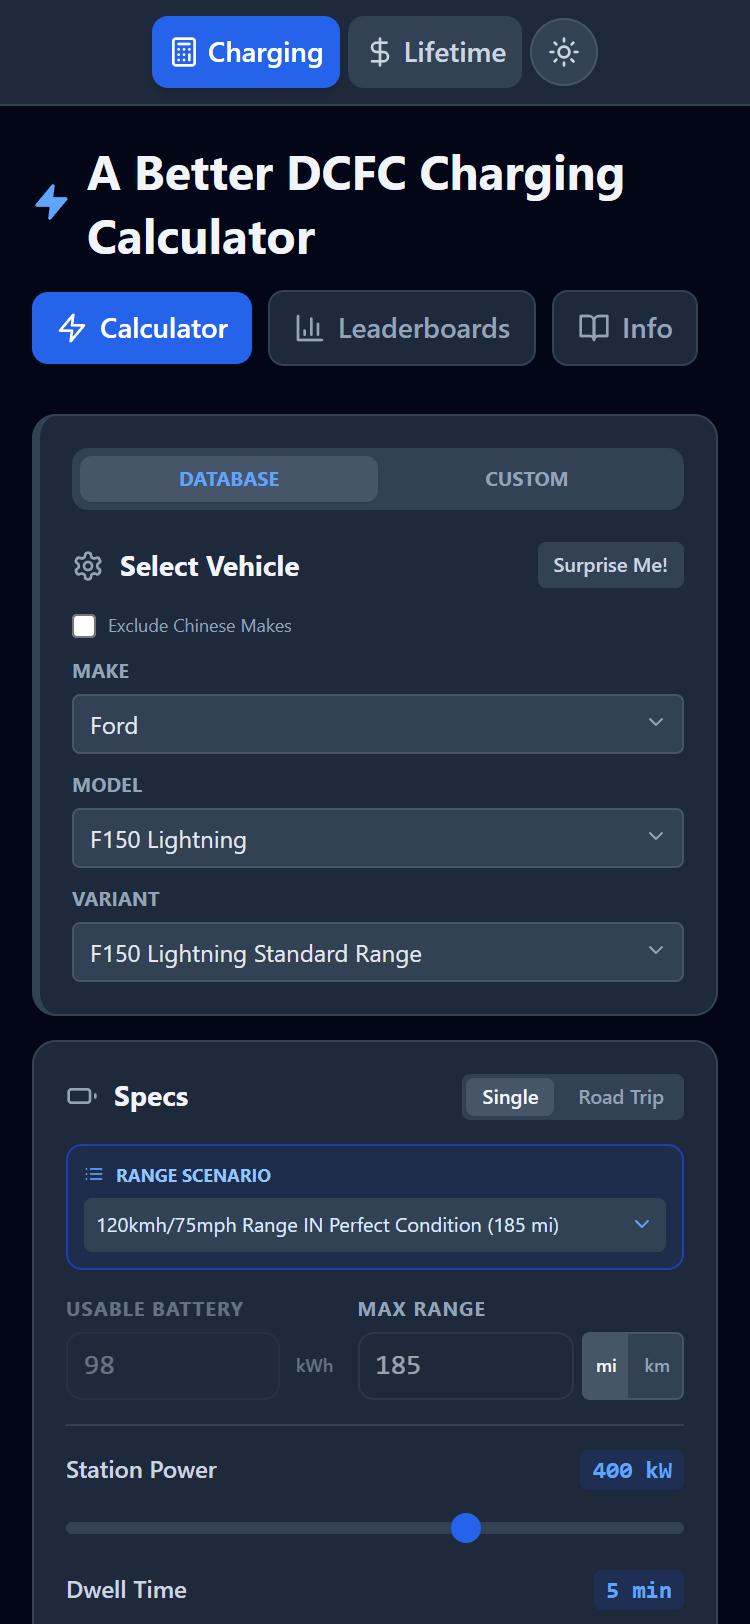 Charging
Lifetime
A Better DCFC Charging
Calculator
Calculator
Leaderboards
Info
DATABASE
CUSTOM
Select Vehicle
Surprise Me!
Exclude Chinese Makes
MAKE
Ford
MODEL
F150 Lightning
VARIANT
F150 Lightning Standard Range
Specs
Single
Road Trip
RANGE SCENARIO
120kmh/75mph Range IN Perfect Condition (185 mi)
USABLE BATTERY
MAX RANGE
98
kWh
185
mi
km
Station Power
400 kW
Dwell Time
5 min